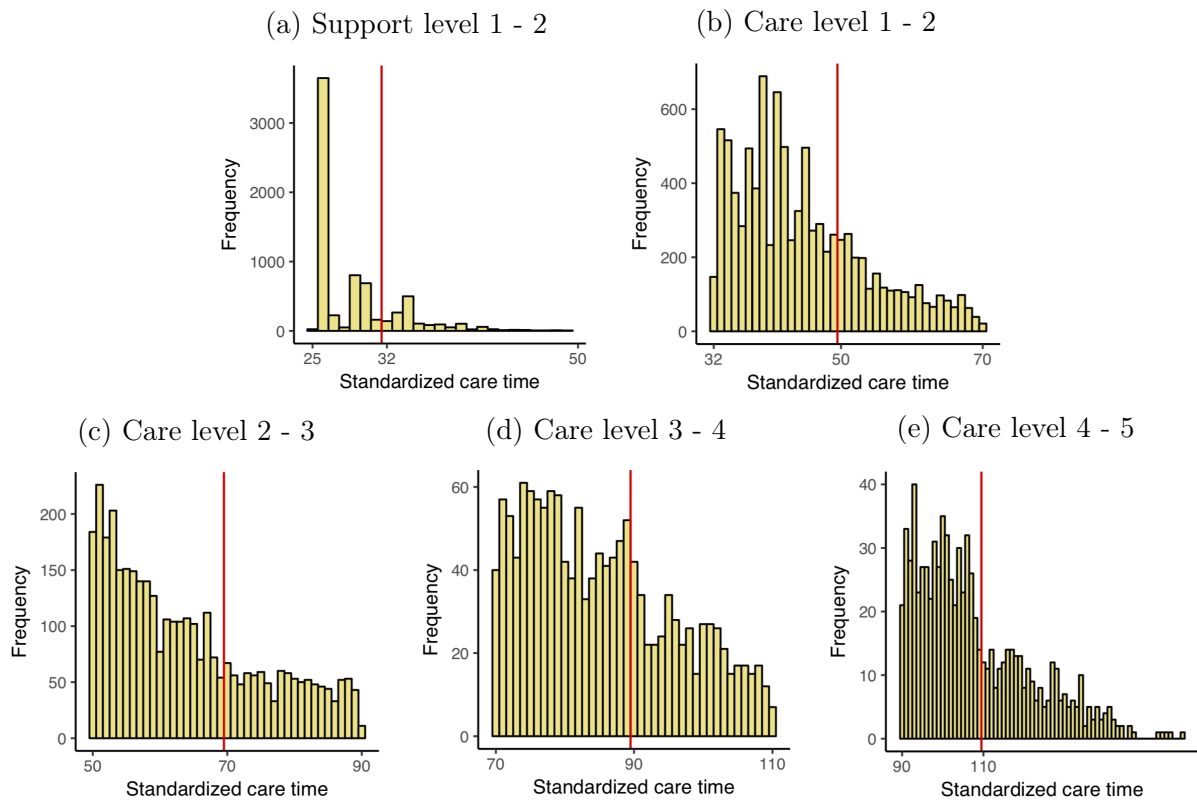 (a) Support level 1 - 2
3000
2000
1000
0
Frequency
25
32
50
Standardized care time
(b) Care level 1 - 2
600
400
200
0
Frequency
32
50
70
Standardized care time
(c) Care level 2 - 3
200
150
100
50
0
Frequency
50
70
90
Standardized care time
(d) Care level 3 - 4
60
40
20
0
Frequency
70
90
110
Standardized care time
(e) Care level 4 - 5
40
30
20
10
0
Frequency
90
110
Standardized care time